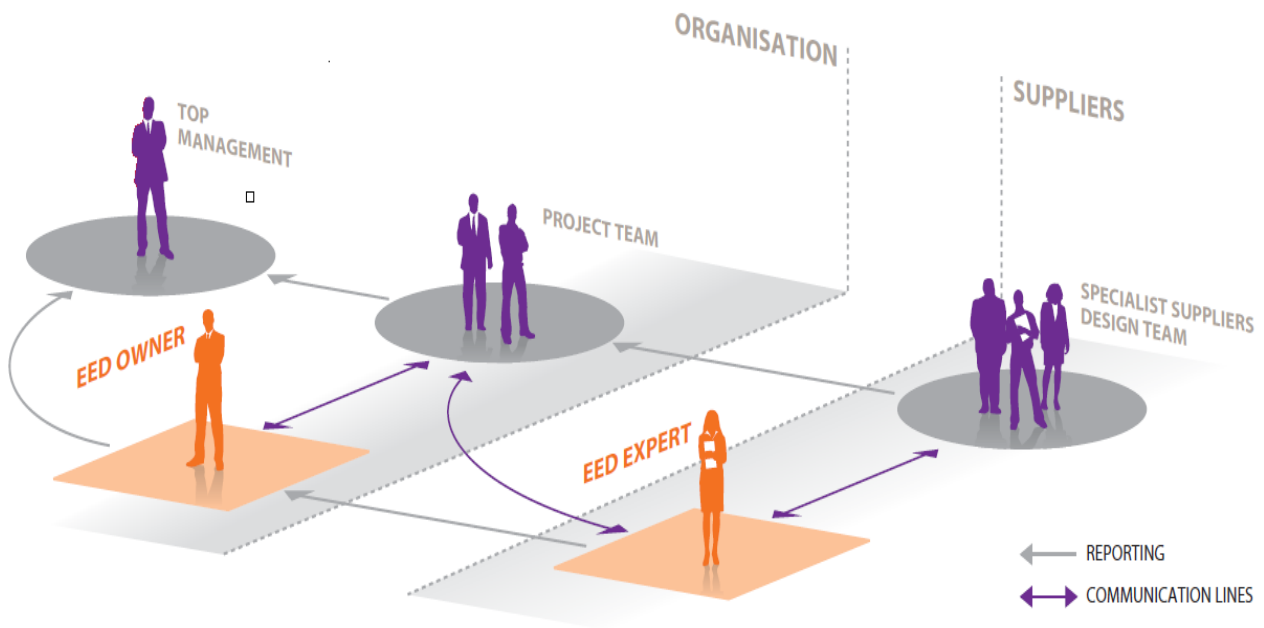 ORGANISATION
SUPPLIERS
TOP
MANAGEMENT
PROJECT TEAM
SPECIALIST SUPPLIERS
DESIGN TEAM
EED OWNER
EED EXPERT
REPORTING
COMMUNICATION LINES